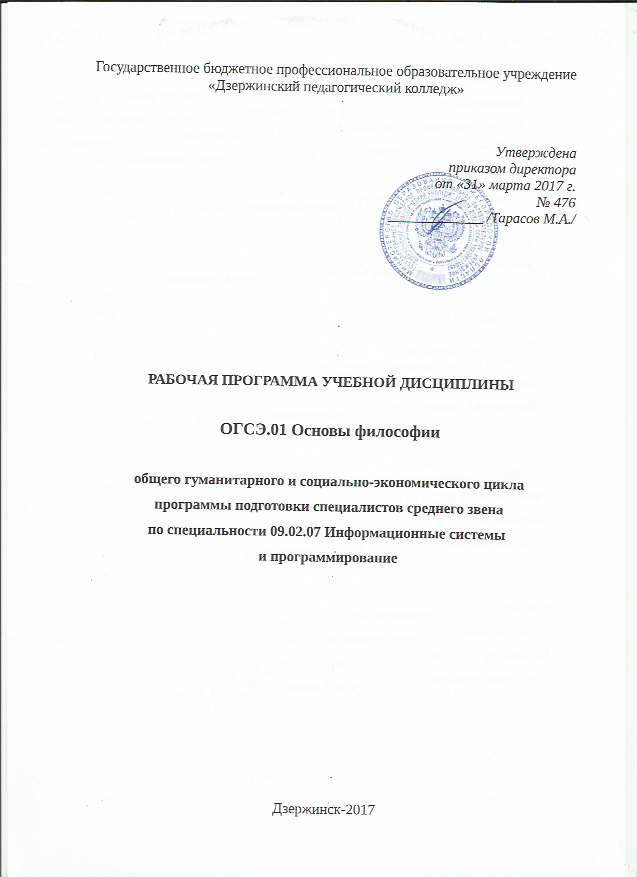 Государственное бюджетное профессиональное образовательное учреждение
«Дзержинский педагогический колледж»
Утверждена
приказом директора
от «31» марта 2017 г.
№ 476
/Тарасов М.А./
РАБОЧАЯ ПРОГРАММА УЧЕБНОЙ ДИСЦИПЛИНЫ
ОГСЭ.01 Основы философии
общего гуманитарного и социально-экономического цикла
программы подготовки специалистов среднего звена
по специальности 09.02.07 Информационные системы
и программирование
Дзержинск-2017